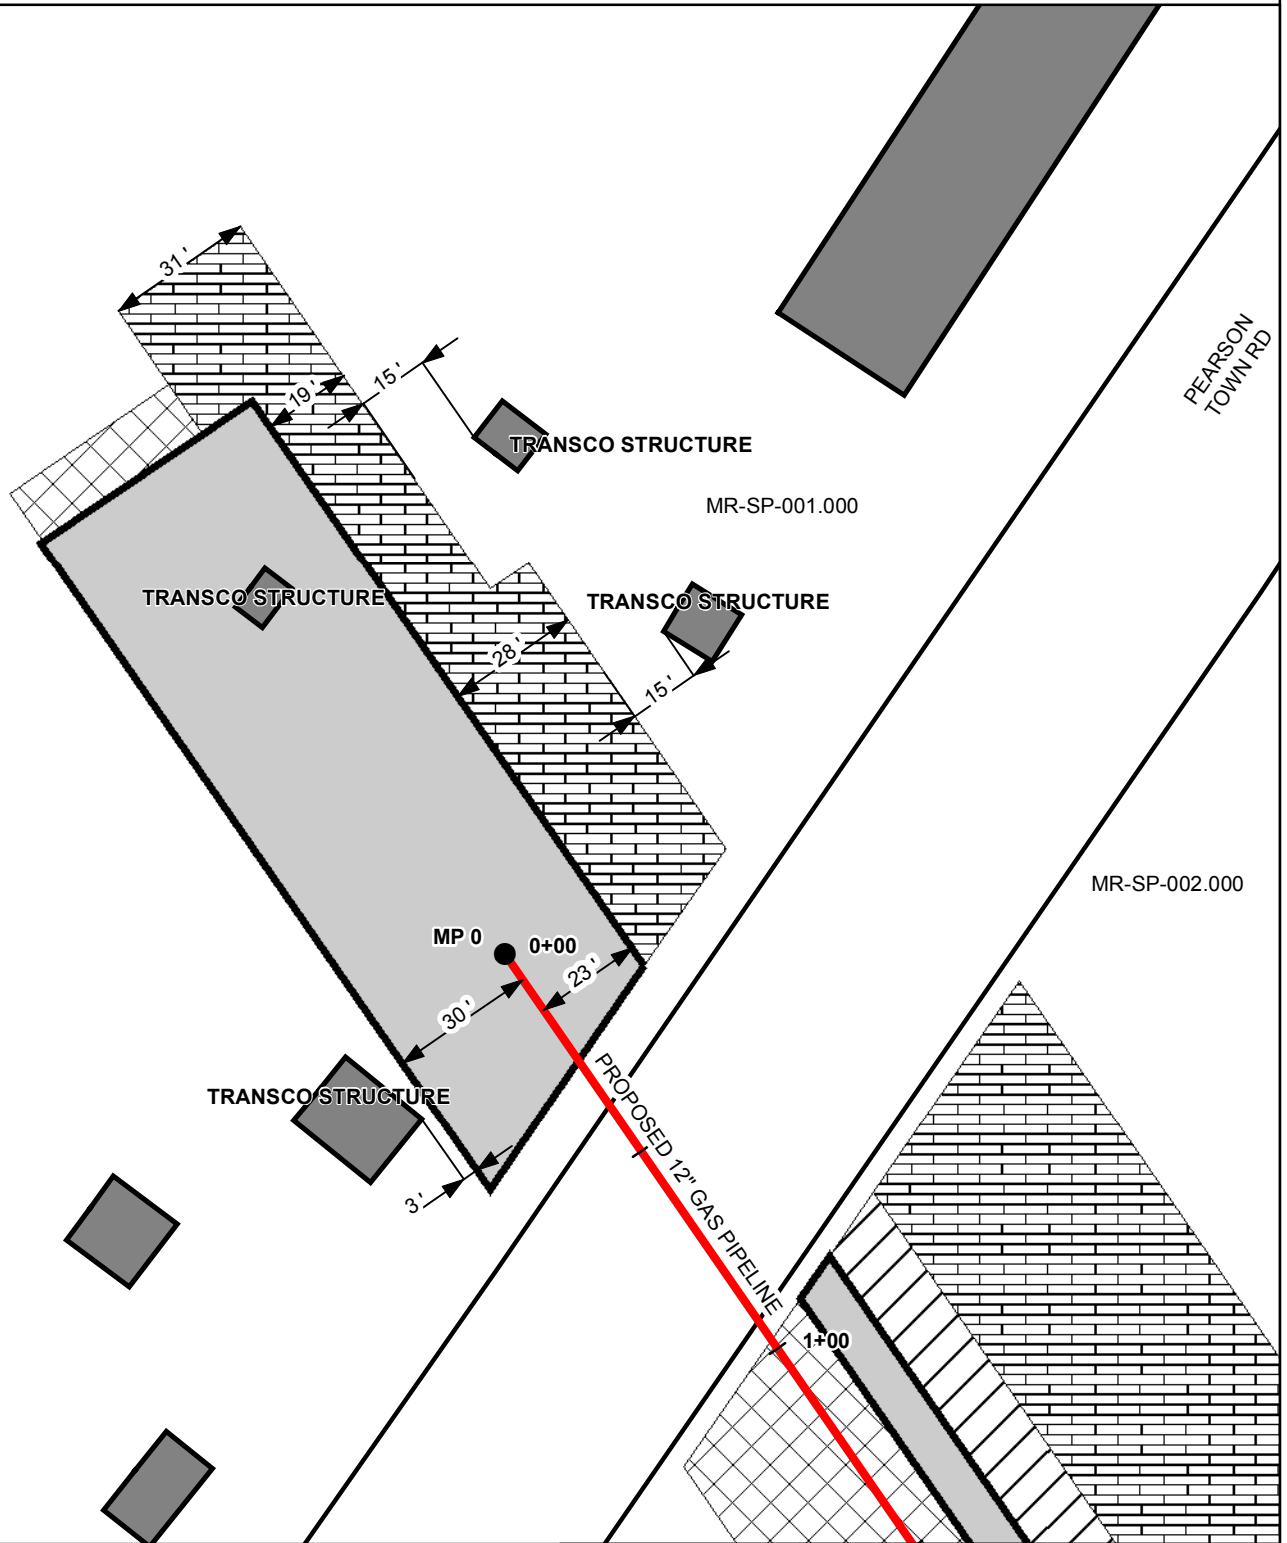 31'
19'
15'
TRANSCO STRUCTURE
PEARSON
TOWN RD
MR-SP-001.000
TRANSCO STRUCTURE
TRANSCO STRUCTURE
28'
15'
MR-SP-002.000
MP 0
0+00
23'
30'
TRANSCO STRUCTURE
PROPOSED 12" GAS PIPELINE
3'
1+00